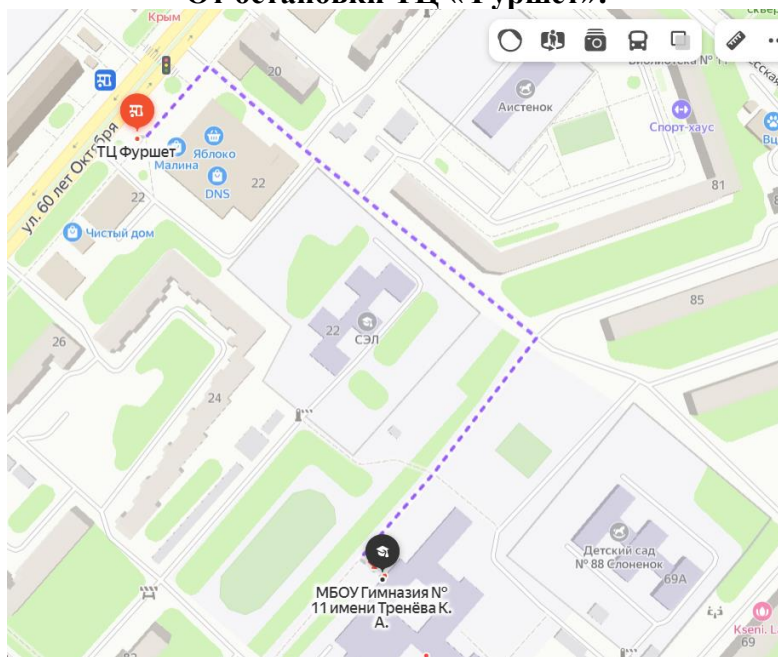 От остановки ТЦ «Фуршет»:
Крым
20
Аистенок
Библиотека № 11
Спорт-хаус
ТЦ Фуршет
Яблоко
Малина
DNS
22
22
81
ул. 60 лет Октября
Чистый дом
85
22
СЭЛ
26
24
Детский сад
№ 88 Слоненок
69А
МБОУ Гимназия №
11 имени Тренёва К.
А.
Kseni. L
69